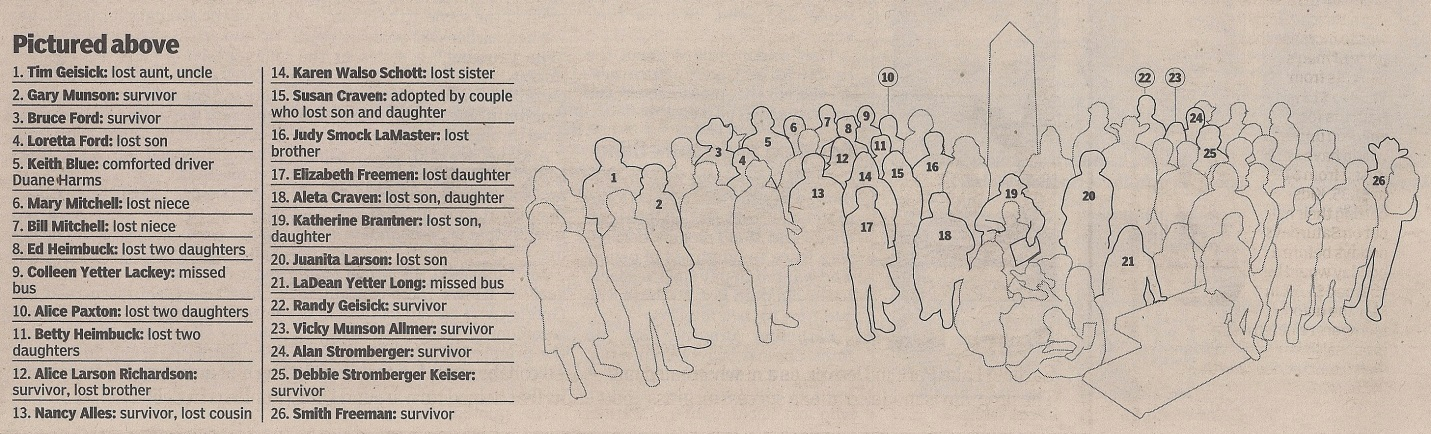 Pictured above
1. Tim Geisick: lost aunt, uncle
2. Gary Munson: survivor
3. Bruce Ford: survivor
4. Loretta Ford: lost son
5. Keith Blue: comforted driver
Duane Harms
6. Mary Mitchell: lost niece
7. Bill Mitchell: lost niece
8. Ed Heimbuck: lost two daughters
9. Colleen Yetter Lackey: missed
bus
10. Alice Paxton: lost two daughters
11. Betty Heimbuck: lost two
daughters
12. Alice Larson Richardson:
survivor, lost brother
13. Nancy Alles: survivor, lost cousin
14. Karen Walso Schott: lost sister
15. Susan Craven: adopted by couple
who lost son and daughter
16. Judy Smock LaMaster: lost
brother
17. Elizabeth Freemen: lost daughter
18. Aleta Craven: lost son, daughter
19. Katherine Brantner: lost son,
daughter
20. Juanita Larson: lost son
21. LaDean Yetter Long: missed bus
22. Randy Geisick: survivor
23. Vicky Munson Allmer: survivor
24. Alan Stromberger: survivor
25. Debbie Stromberger Keiser:
survivor
26. Smith Freeman: survivor
10 22 23
9
7 24
6 8
5 11
3 4 12 25
14 15 16
1 13 19 20 26
2
17 18
21